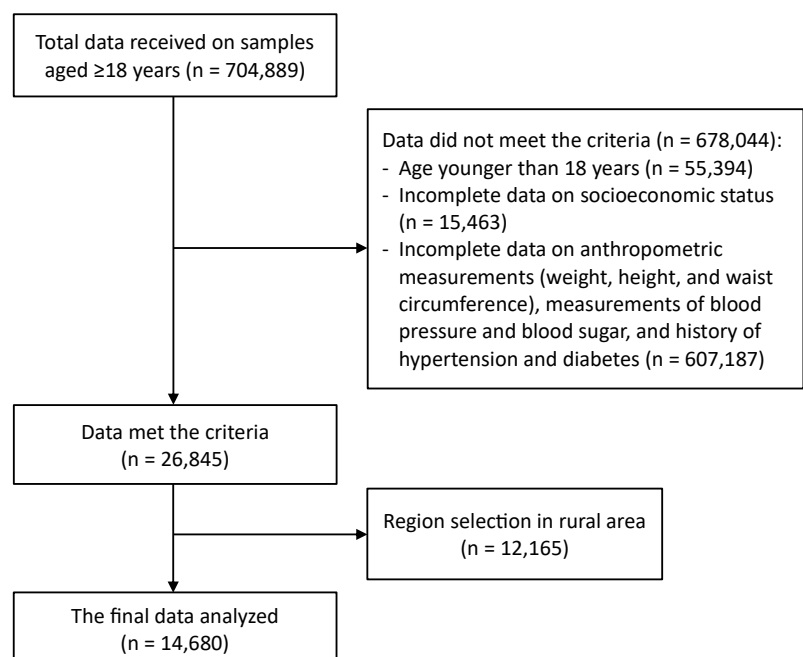 Total data received on samples
aged ≥18 years (n = 704,889)
Data did not meet the criteria (n = 678,044):
- Age younger than 18 years (n = 55,394)
- Incomplete data on socioeconomic status
(n = 15,463)
- Incomplete data on anthropometric
measurements (weight, height, and waist
circumference), measurements of blood
pressure and blood sugar, and history of
hypertension and diabetes (n = 607,187)
Data met the criteria
(n = 26,845)
Region selection in rural area
(n = 12,165)
The final data analyzed
(n = 14,680)